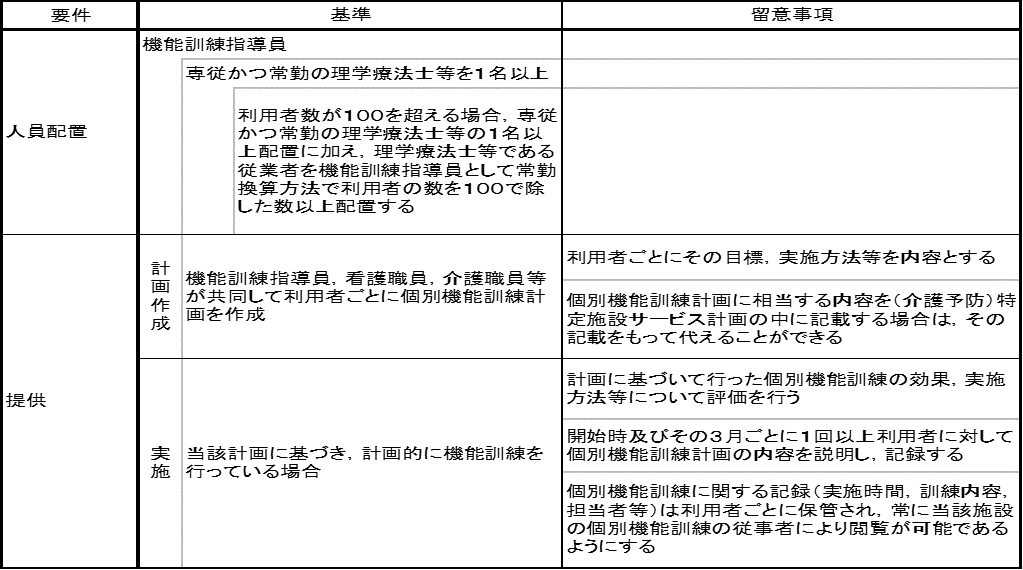 要件
基準
留意事項
人員配置
機能訓練指導員
専従かつ常勤の理学療法士等を1名以上
利用者数が100を超える場合,専従
かつ常勤の理学療法士等の1名以
上配置に加え,理学療法士等である
従業者を機能訓練指導員として常勤
換算方法で利用者の数を100で除
した数以上配置する
提供
計
画
作
成
機能訓練指導員,看護職員,介護職員等
が共同して利用者ごとに個別機能訓練計
画を作成
利用者ごとにその目標,実施方法等を内容とする
個別機能訓練計画に相当する内容を(介護予防)特
定施設サービス計画の中に記載する場合は,その
記載をもって代えることができる
実
施
当該計画に基づき,計画的に機能訓練を
行っている場合
計画に基づいて行った個別機能訓練の効果,実施
方法等について評価を行う
開始時及びその3月ごとに1回以上利用者に対して
個別機能訓練計画の内容を説明し,記録する
個別機能訓練に関する記録(実施時間,訓練内容,
担当者等)は利用者ごとに保管され,常に当該施設
の個別機能訓練の従事者により閲覧が可能である
ようにする